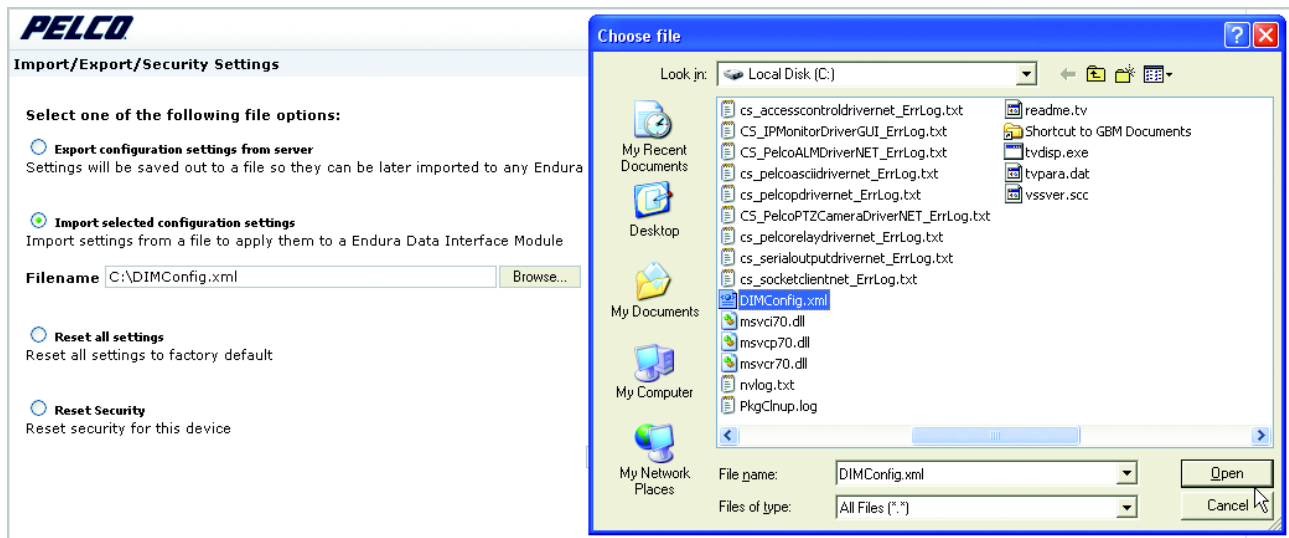 PELCO
Import/Export/Security Settings
Select one of the following file options:
Export configuration settings from server
Settings will be saved out to a file so they can be later imported to any Endura
Import selected configuration settings
Import settings from a file to apply them to a Endura Data Interface Module
Filename C:\DIMConfig.xml Browse...
Reset all settings
Reset all settings to factory default
Reset Security
Reset security for this device
Choose file
Look in: Local Disk (C:)
My Recent Documents
Desktop
My Documents
My Computer
My Network Places
cs_accesscontroldrivernet_ErrLog.txt
CS_IPMonitorDriverGUI_ErrLog.txt
CS_PelcoALMDriverNET_ErrLog.txt
cs_pelcoasciidrivernet_ErrLog.txt
cs_pelcopdrivernet_ErrLog.txt
CS_PelcoPTZCameraDriverNET_ErrLog.txt
cs_pelcorelaydrivernet_ErrLog.txt
cs_serialoutputdrivernet_ErrLog.txt
cs_socketclientnet_ErrLog.txt
DIMConfig.xml
msvci70.dll
msvcp70.dll
msvcr70.dll
nvlog.txt
PkgClnup.log
readme.tv
Shortcut to GBM Documents
tvdisp.exe
tvpara.dat
vssver.scc
File name: DIMConfig.xml Open
Files of type: All Files (*.*) Cancel